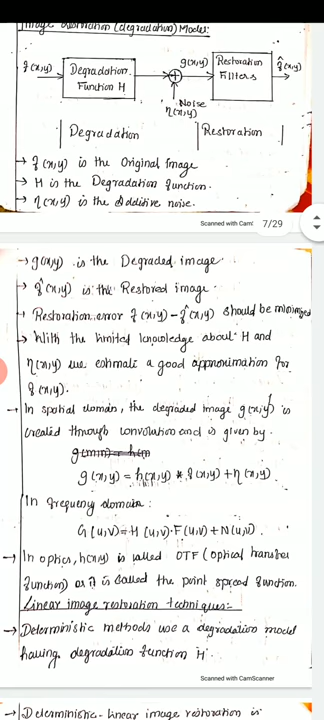 Image Restoration (degradation) Model:
f(x,y)
Degradation
Function H
g(x,y)
Restoration
Filters
f̂(x,y)
Noise
η(x,y)
Degradation
Restoration
→ f(x,y) is the Original Image
→ H is the Degradation function.
→ η(x,y) is the Additive noise.
Scanned with Cam
7/29
→ g(x,y) is the Degraded image.
→ f̂(x,y) is the Restored image.
→ Restoration error f(x,y) - f̂(x,y) should be minimized
→ With the limited knowledge about H and
η(x,y) we estimate a good approximation for
f(x,y).
→ In spatial domain, the degraded image g(x,y) is
created through convolution and is given by.
g(m,n) = h(m
g(x,y) = h(x,y) * f(x,y) + η(x,y).
In frequency domain:
G(u,v) = H(u,v)·F(u,v) + N(u,v).
→ In optics, h(x,y) is called OTF (optical transfer
function) or it is called the point spread function.
Linear image restoration techniques:-
→ Deterministic methods use a degradation model
having degradation function H.
Scanned with CamScanner
→ Deterministic linear image restoration is